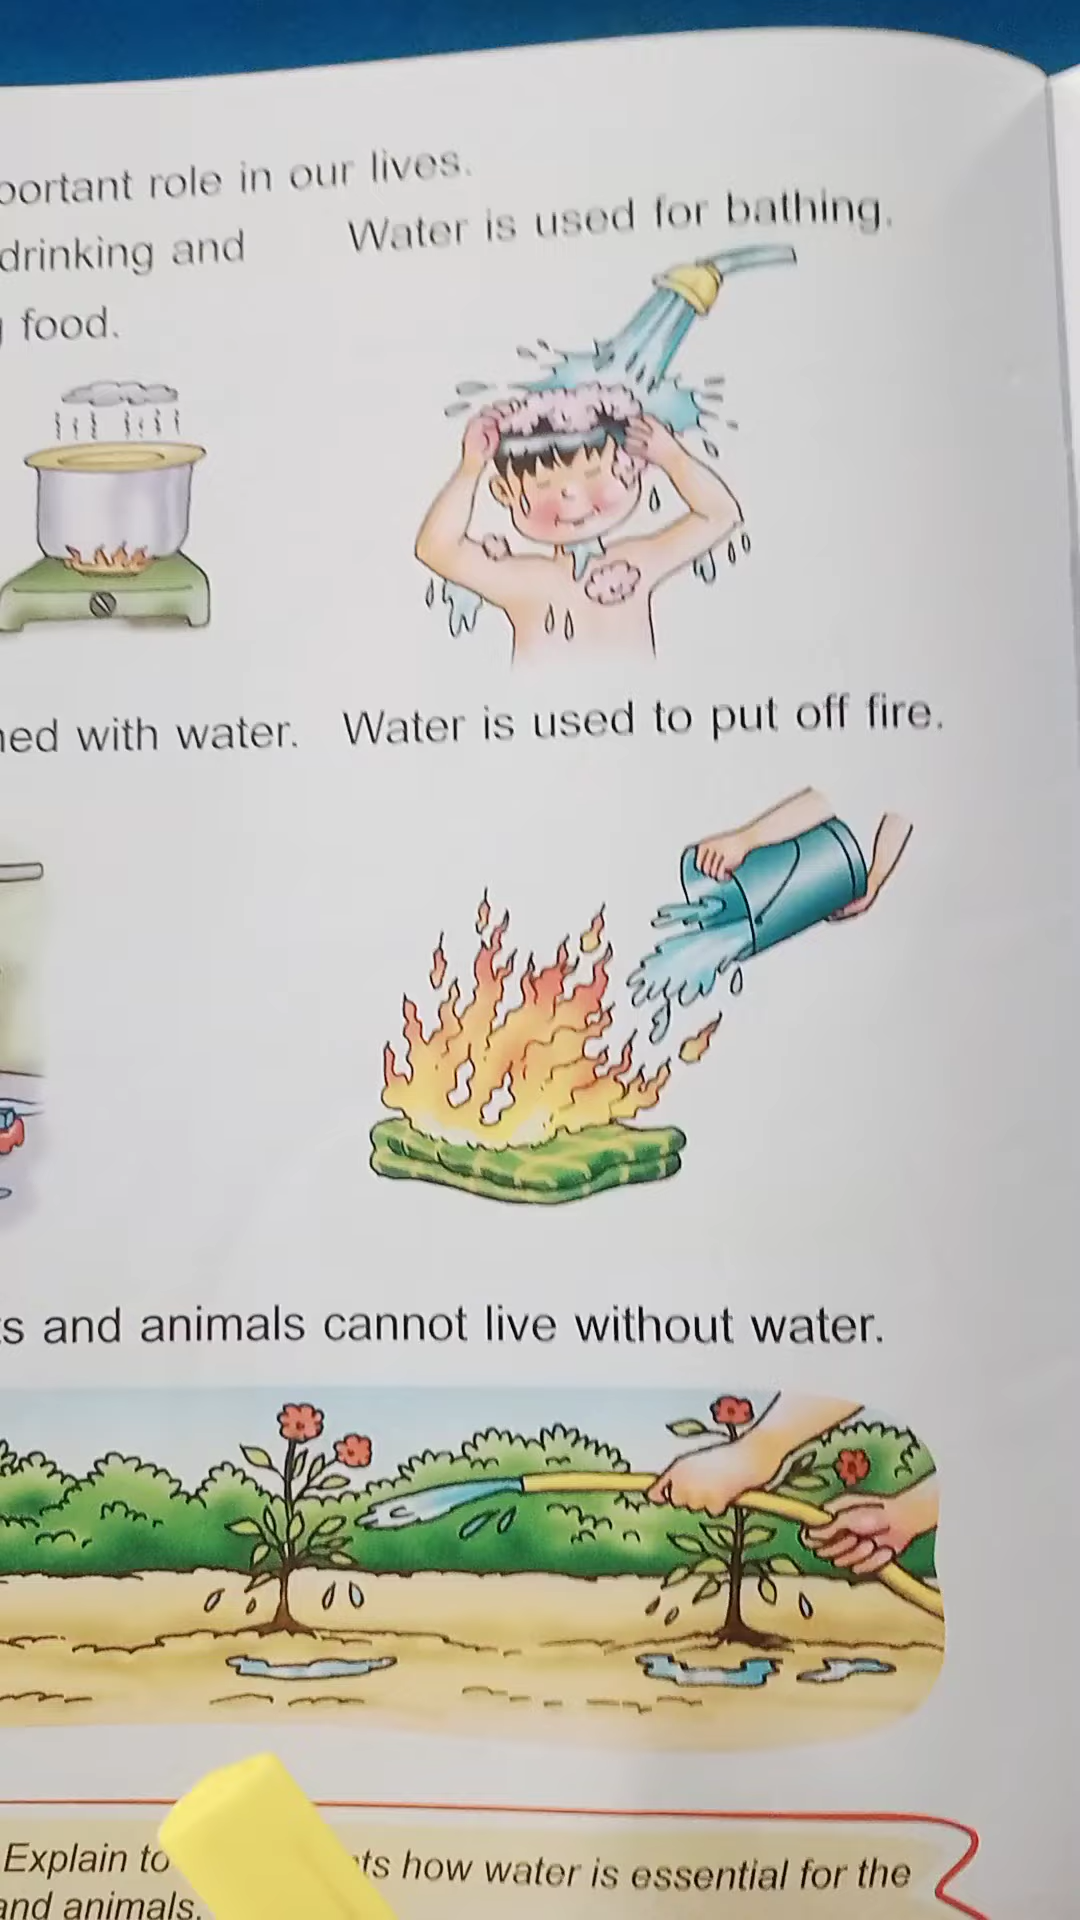 portant role in our lives.
drinking and
food.
Water is used for bathing.
ned with water.
Water is used to put off fire.
ts and animals cannot live without water.
Explain to ts how water is essential for the
and animals.